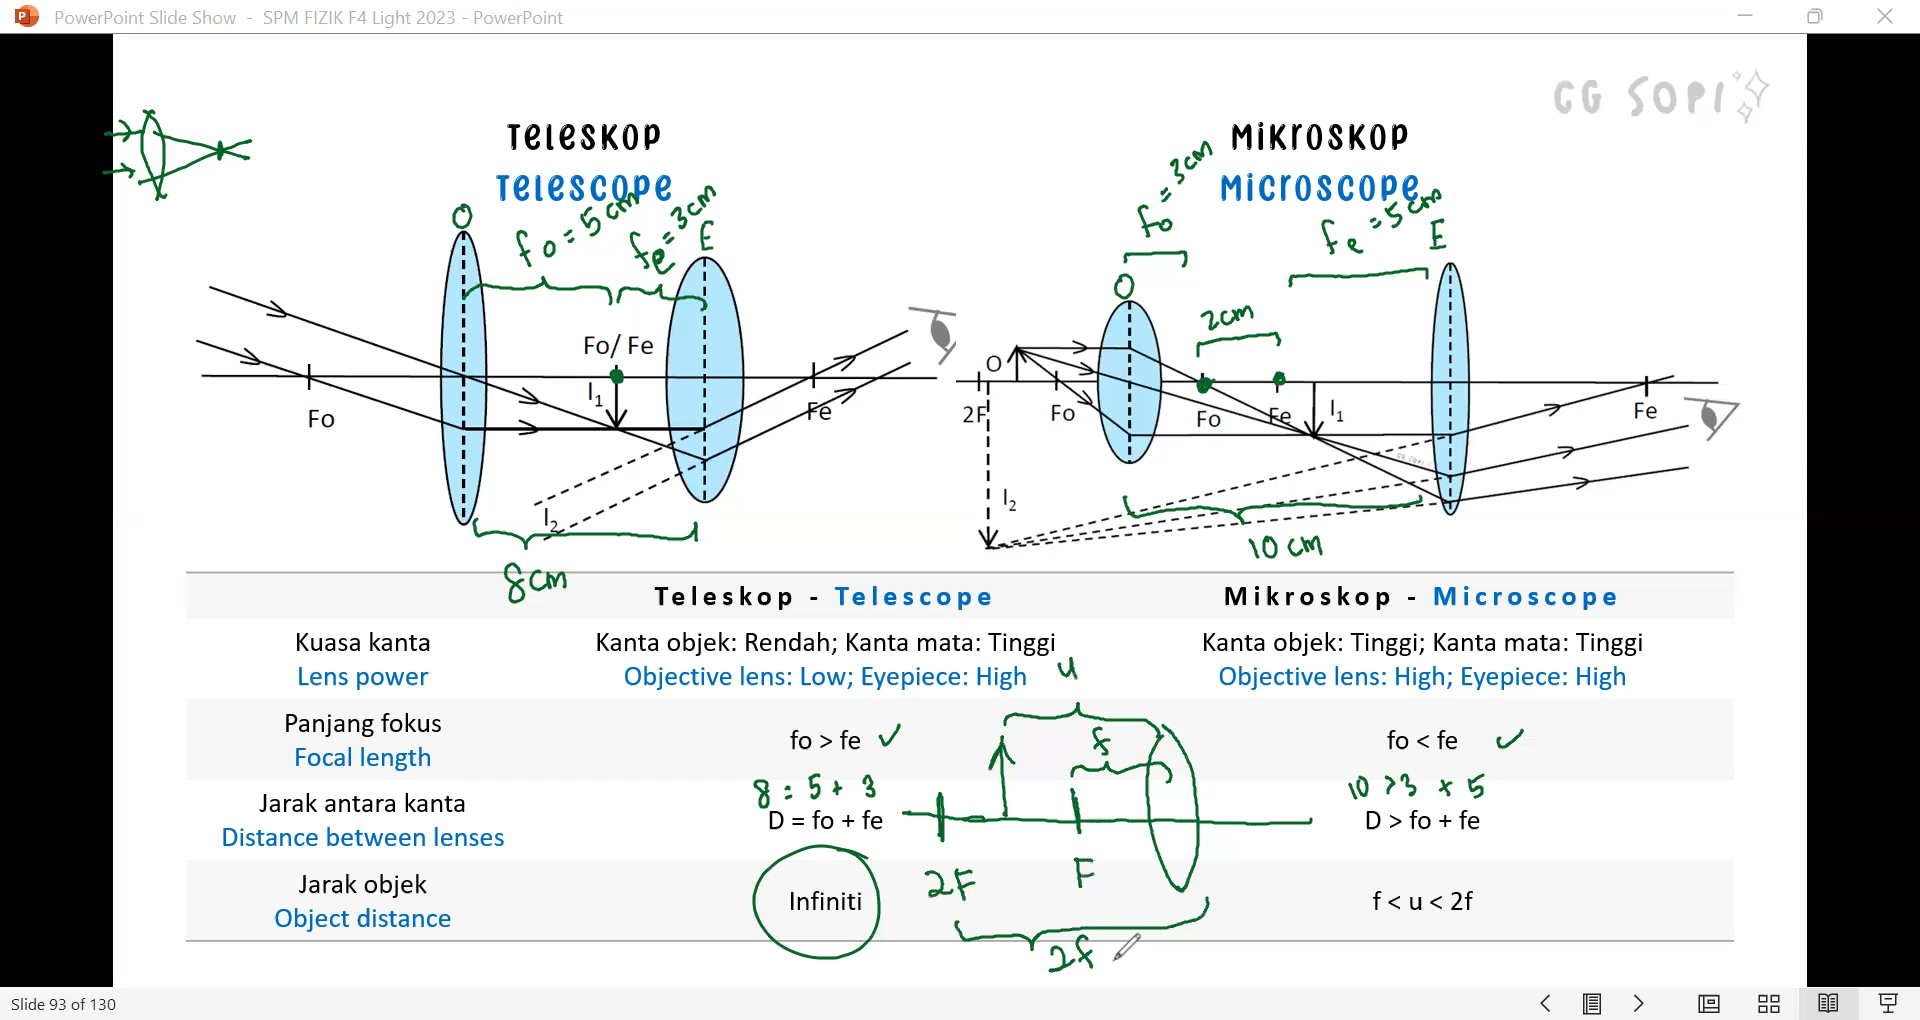 PowerPoint Slide Show - SPM FIZIK F4 Light 2023 - PowerPoint
CG SOPI
Teleskop
Telescope
O
fo = 5cm
fe = 3cm
E
Fo/ Fe
I1
Fo
Fe
I2
8cm
Mikroskop
Microscope
fo = 3cm
fe = 5cm
E
O
2cm
O
2F
Fo
Fo
Fe
I1
Fe
I2
10cm
Teleskop - Telescope
Mikroskop - Microscope
Kuasa kanta
Lens power
Kanta objek: Rendah; Kanta mata: Tinggi
Objective lens: Low; Eyepiece: High
Kanta objek: Tinggi; Kanta mata: Tinggi
Objective lens: High; Eyepiece: High
Panjang fokus
Focal length
fo > fe ✓
fo < fe ✓
Jarak antara kanta
Distance between lenses
8 = 5 + 3
D = fo + fe
10 > 3 + 5
D > fo + fe
Jarak objek
Object distance
Infiniti
f < u < 2f
u
f
2F
F
2f
Slide 93 of 130